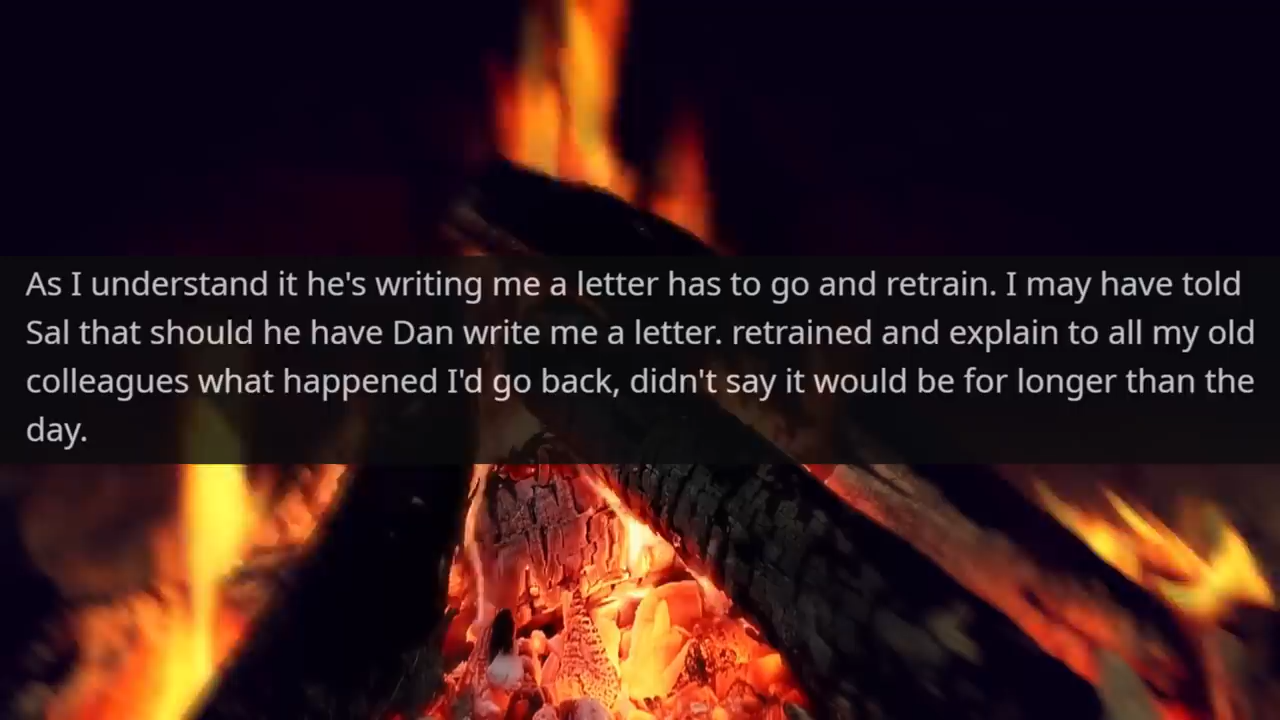 As I understand it he's writing me a letter has to go and retrain. I may have told
Sal that should he have Dan write me a letter. retrained and explain to all my old
colleagues what happened I'd go back, didn't say it would be for longer than the
day.